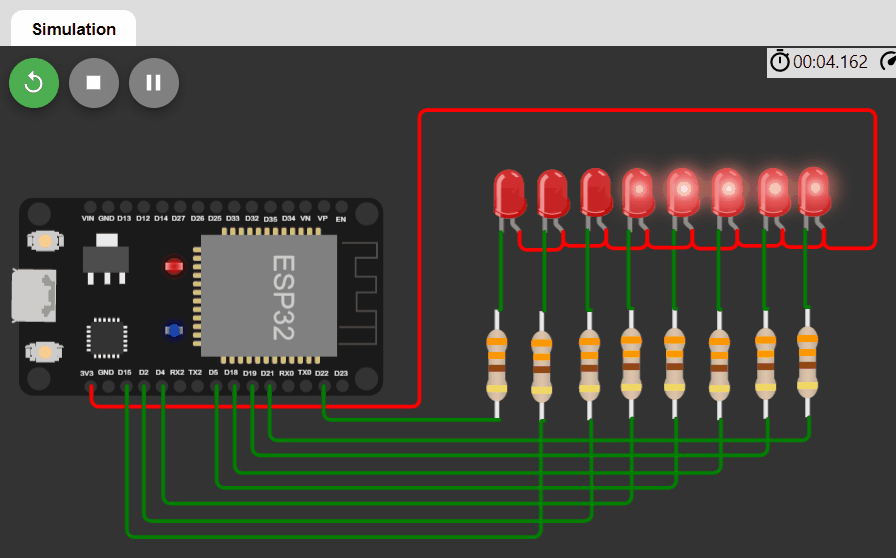 Simulation
00:04.162
VIN GND D13 D12 D14 D27 D26 D25 D33 D32 D35 D34 VN VP EN
ESP32
3V3 GND D15 D2 D4 RX2 TX2 D5 D18 D19 D21 RX0 TX0 D22 D23